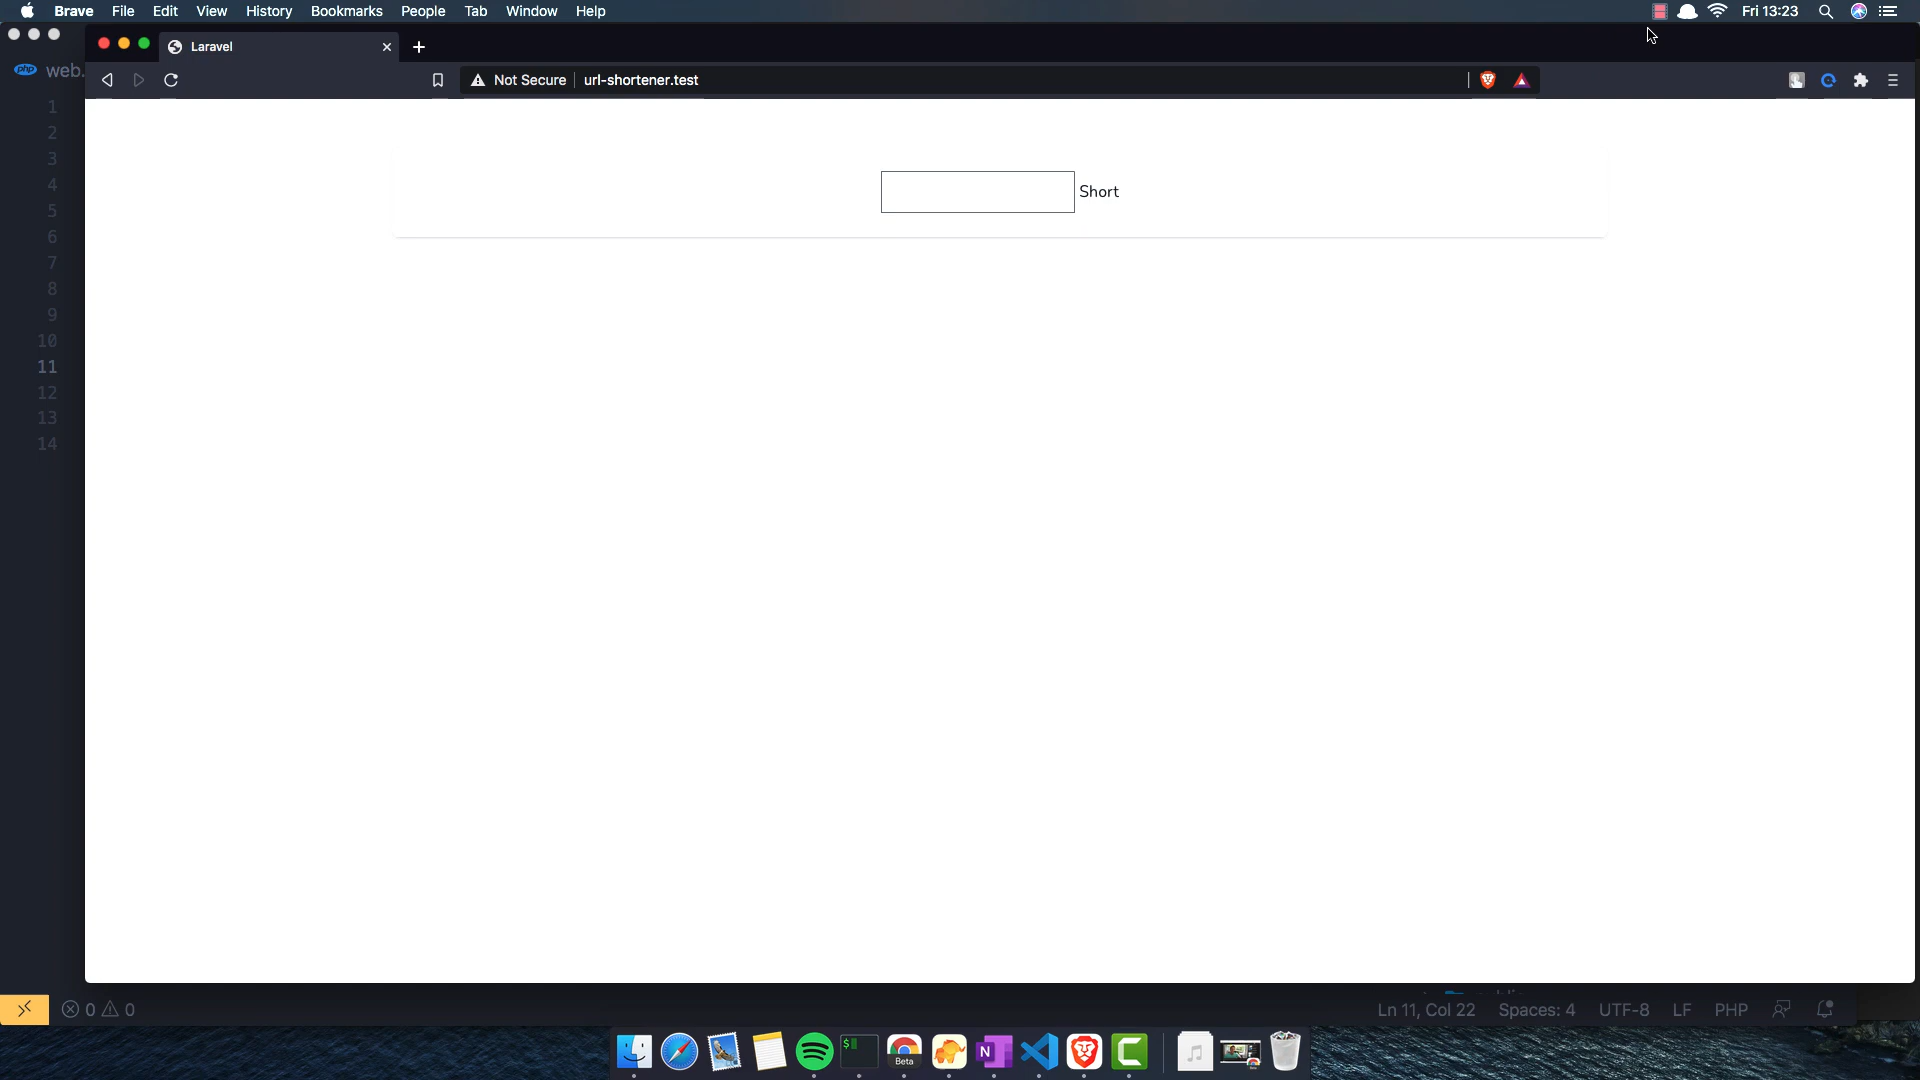 Brave File Edit View History Bookmarks People Tab Window Help Fri 13:23
Laravel
web.
Not Secure url-shortener.test
1
2
3
4
5
6
7
8
9
10
11
12
13
14
Short
0 0 Ln 11, Col 22 Spaces: 4 UTF-8 LF PHP
$
Beta
N